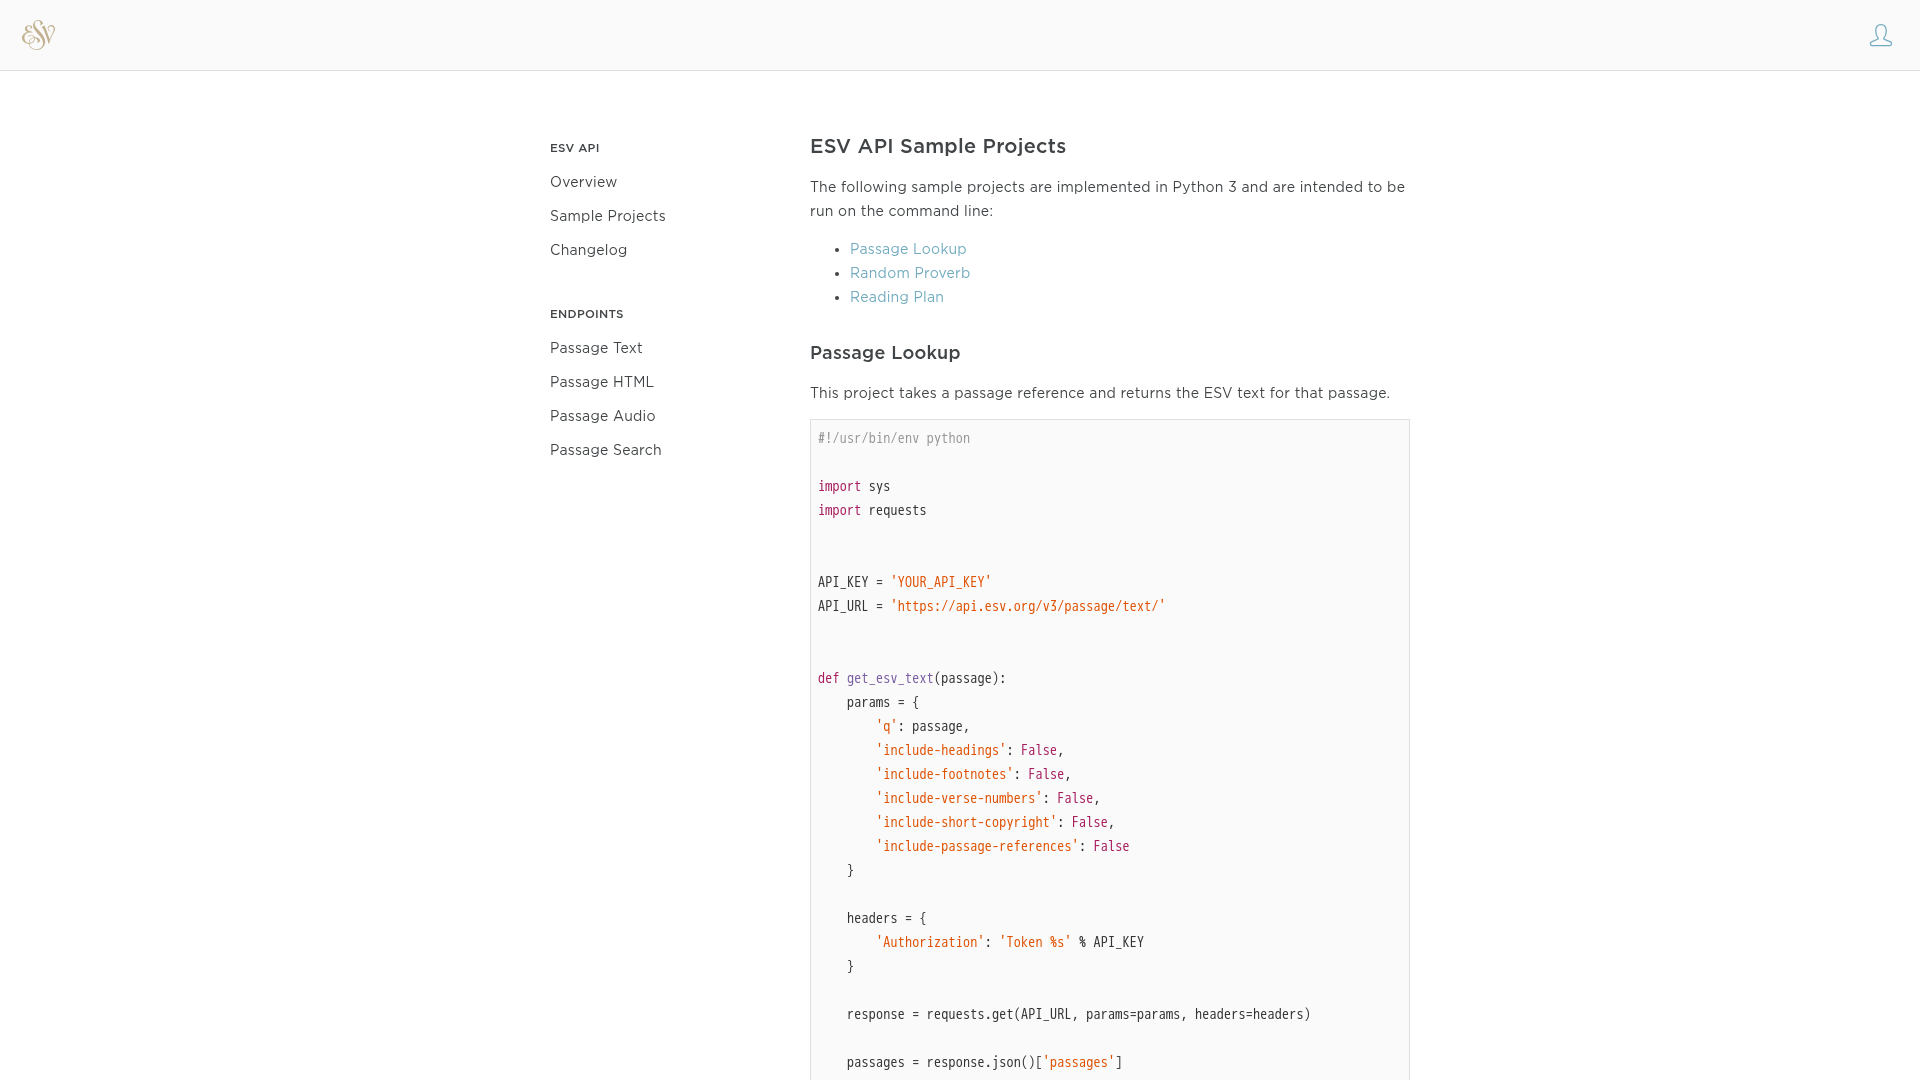 ESV
ESV API
Overview
Sample Projects
Changelog
ENDPOINTS
Passage Text
Passage HTML
Passage Audio
Passage Search
ESV API Sample Projects
The following sample projects are implemented in Python 3 and are intended to be
run on the command line:
• Passage Lookup
• Random Proverb
• Reading Plan
Passage Lookup
This project takes a passage reference and returns the ESV text for that passage.
#!/usr/bin/env python
import sys
import requests
API_KEY = 'YOUR_API_KEY'
API_URL = 'https://api.esv.org/v3/passage/text/'
def get_esv_text(passage):
    params = {
        'q': passage,
        'include-headings': False,
        'include-footnotes': False,
        'include-verse-numbers': False,
        'include-short-copyright': False,
        'include-passage-references': False
    }
    headers = {
        'Authorization': 'Token %s' % API_KEY
    }
    response = requests.get(API_URL, params=params, headers=headers)
    passages = response.json()['passages']